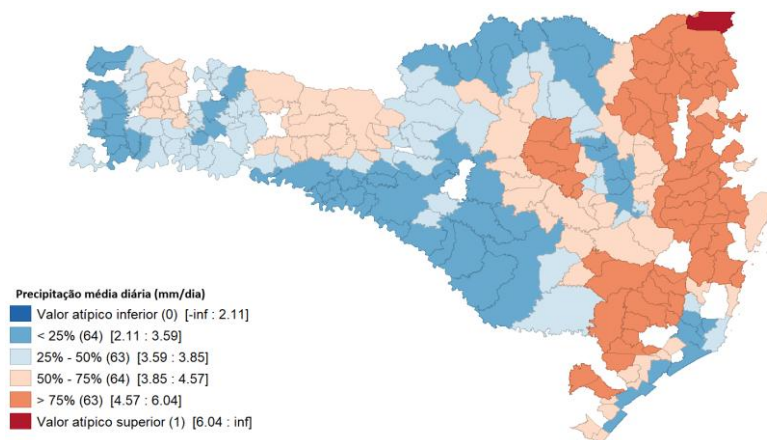 Precipitação média diária (mm/dia)
Valor atípico inferior (0) [-inf : 2.11]
< 25% (64) [2.11 : 3.59]
25% - 50% (63) [3.59 : 3.85]
50% - 75% (64) [3.85 : 4.57]
> 75% (63) [4.57 : 6.04]
Valor atípico superior (1) [6.04 : inf]